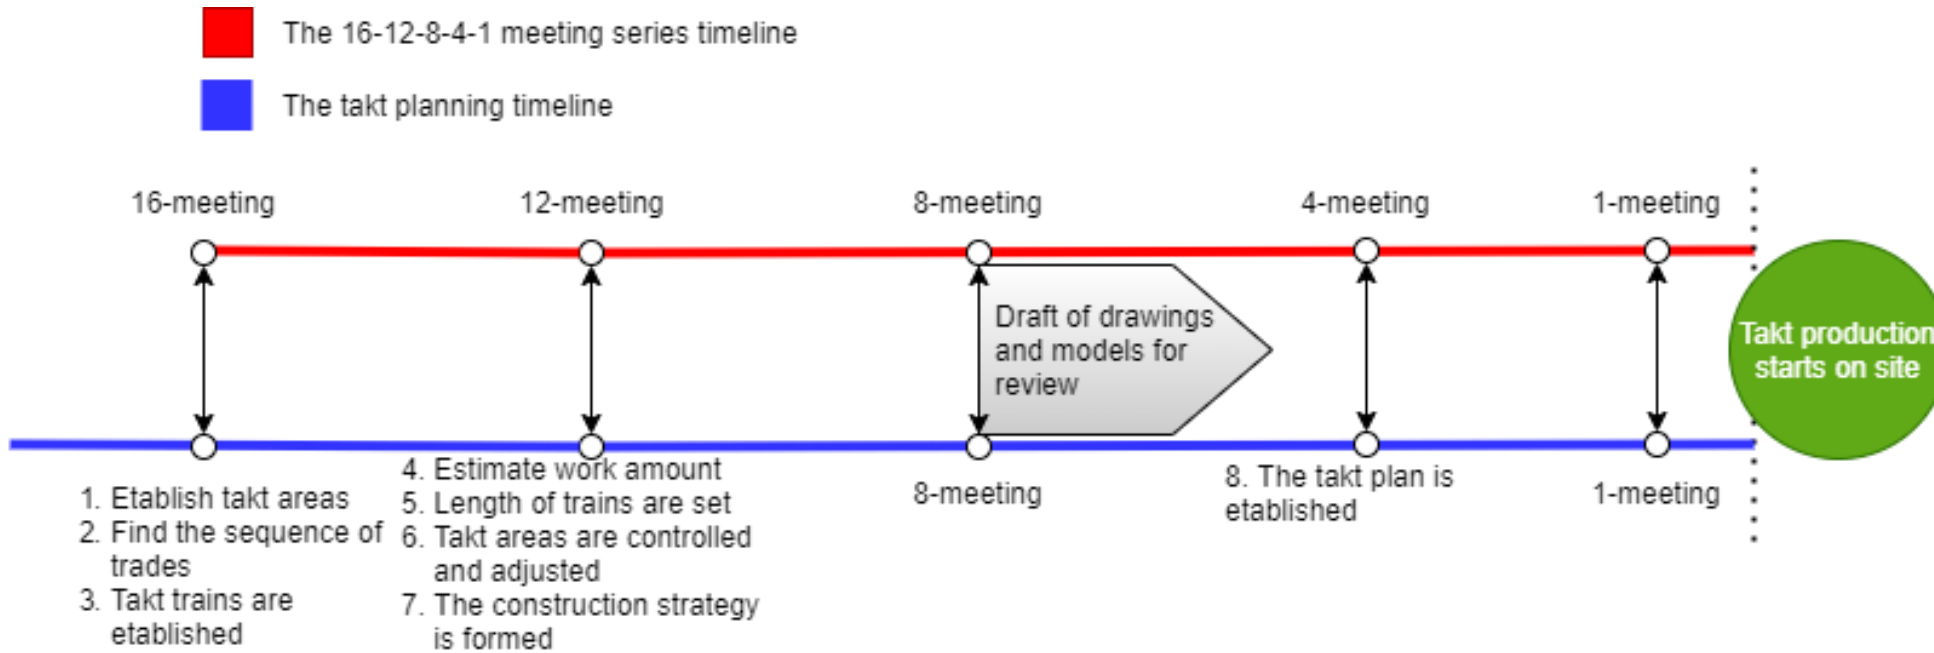 The 16-12-8-4-1 meeting series timeline
The takt planning timeline
16-meeting
12-meeting
8-meeting
4-meeting
1-meeting
Draft of drawings
and models for
review
Takt production
starts on site
1. Etablish takt areas
2. Find the sequence of
trades
3. Takt trains are
etablished
4. Estimate work amount
5. Length of trains are set
6. Takt areas are controlled
and adjusted
7. The construction strategy
is formed
8-meeting
8. The takt plan is
etablished
1-meeting